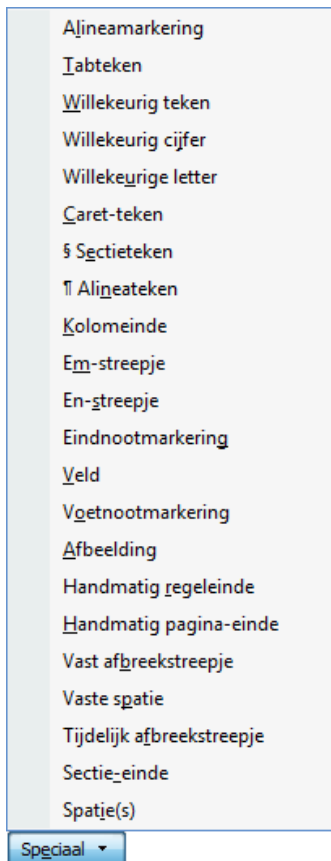 Alineamarkering
Tabteken
Willekeurig teken
Willekeurig cijfer
Willekeurige letter
Caret-teken
§ Sectieteken
¶ Alineateken
Kolomeinde
Em-streepje
En-streepje
Eindnootmarkering
Veld
Voetnootmarkering
Afbeelding
Handmatig regeleinde
Handmatig pagina-einde
Vast afbreekstreepje
Vaste spatie
Tijdelijk afbreekstreepje
Sectie-einde
Spatie(s)
Speciaal